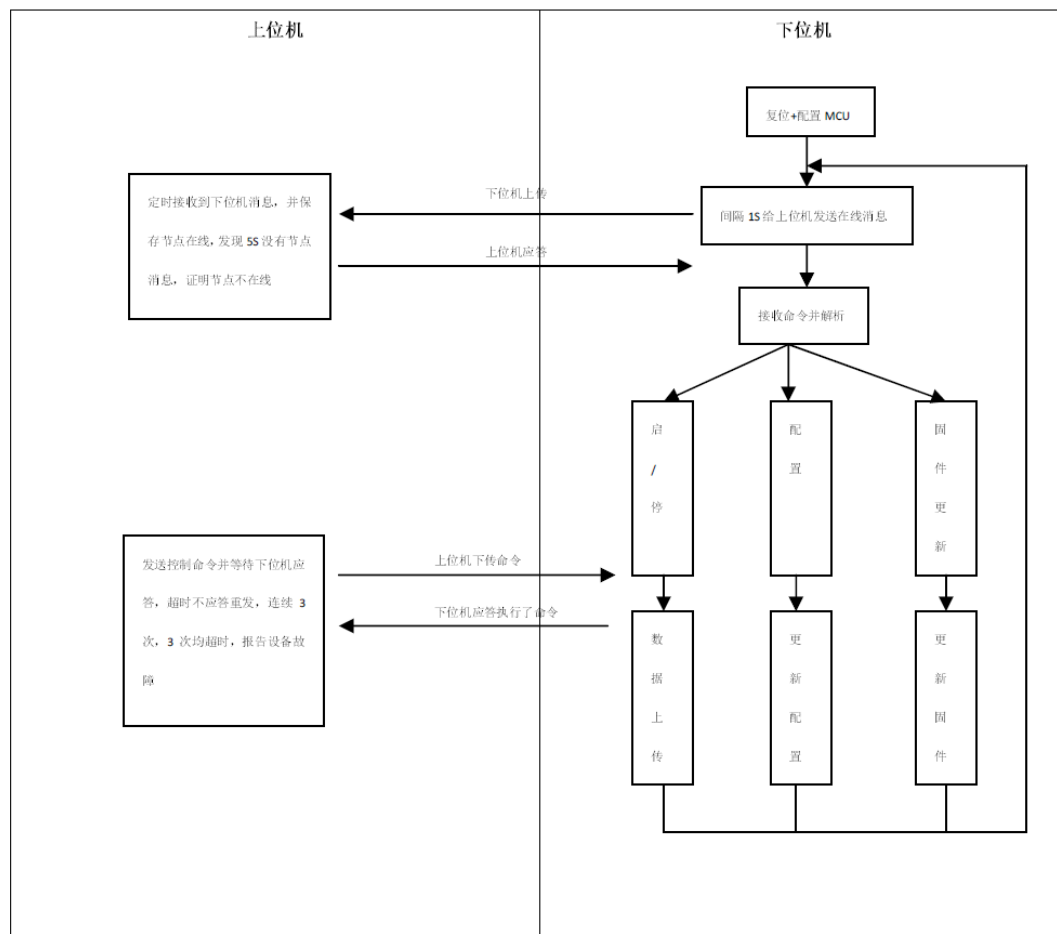 上位机
下位机
复位+配置 MCU
定时接收到下位机消息，并保
存节点在线，发现 5S 没有节点
消息，证明节点不在线
下位机上传
上位机应答
间隔 1S 给上位机发送在线消息
接收命令并解析
启
/
停
配
置
固
件
更
新
发送控制命令并等待下位机应
答，超时不应答重发，连续 3
次，3 次均超时，报告设备故
障
上位机下传命令
下位机应答执行了命令
数
据
上
传
更
新
配
置
更
新
固
件